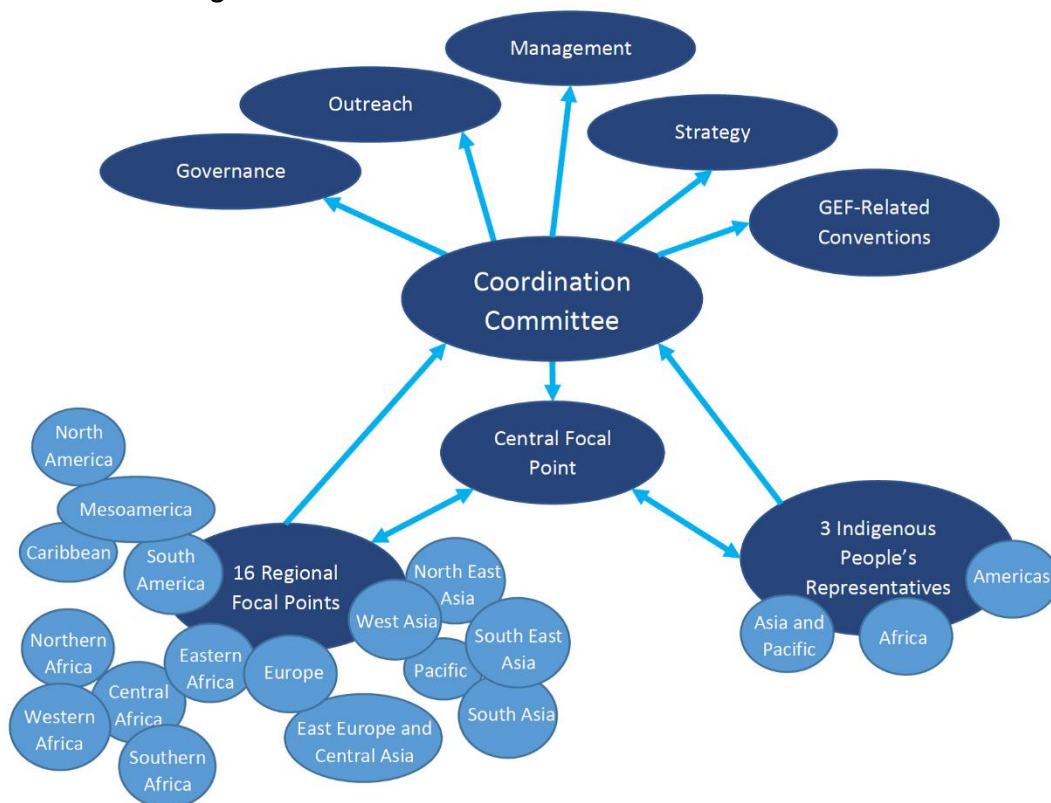 Management
Outreach
Strategy
Governance
GEF-Related
Conventions
Coordination
Committee
Central Focal
Point
North
America
Mesoamerica
Caribbean
South
America
16 Regional
Focal Points
North East
Asia
West Asia
South East
Asia
Pacific
South Asia
Northern
Africa
Eastern
Africa
Europe
Central
Africa
Western
Africa
Southern
Africa
East Europe and
Central Asia
3 Indigenous
People’s
Representatives
Americas
Asia and
Pacific
Africa